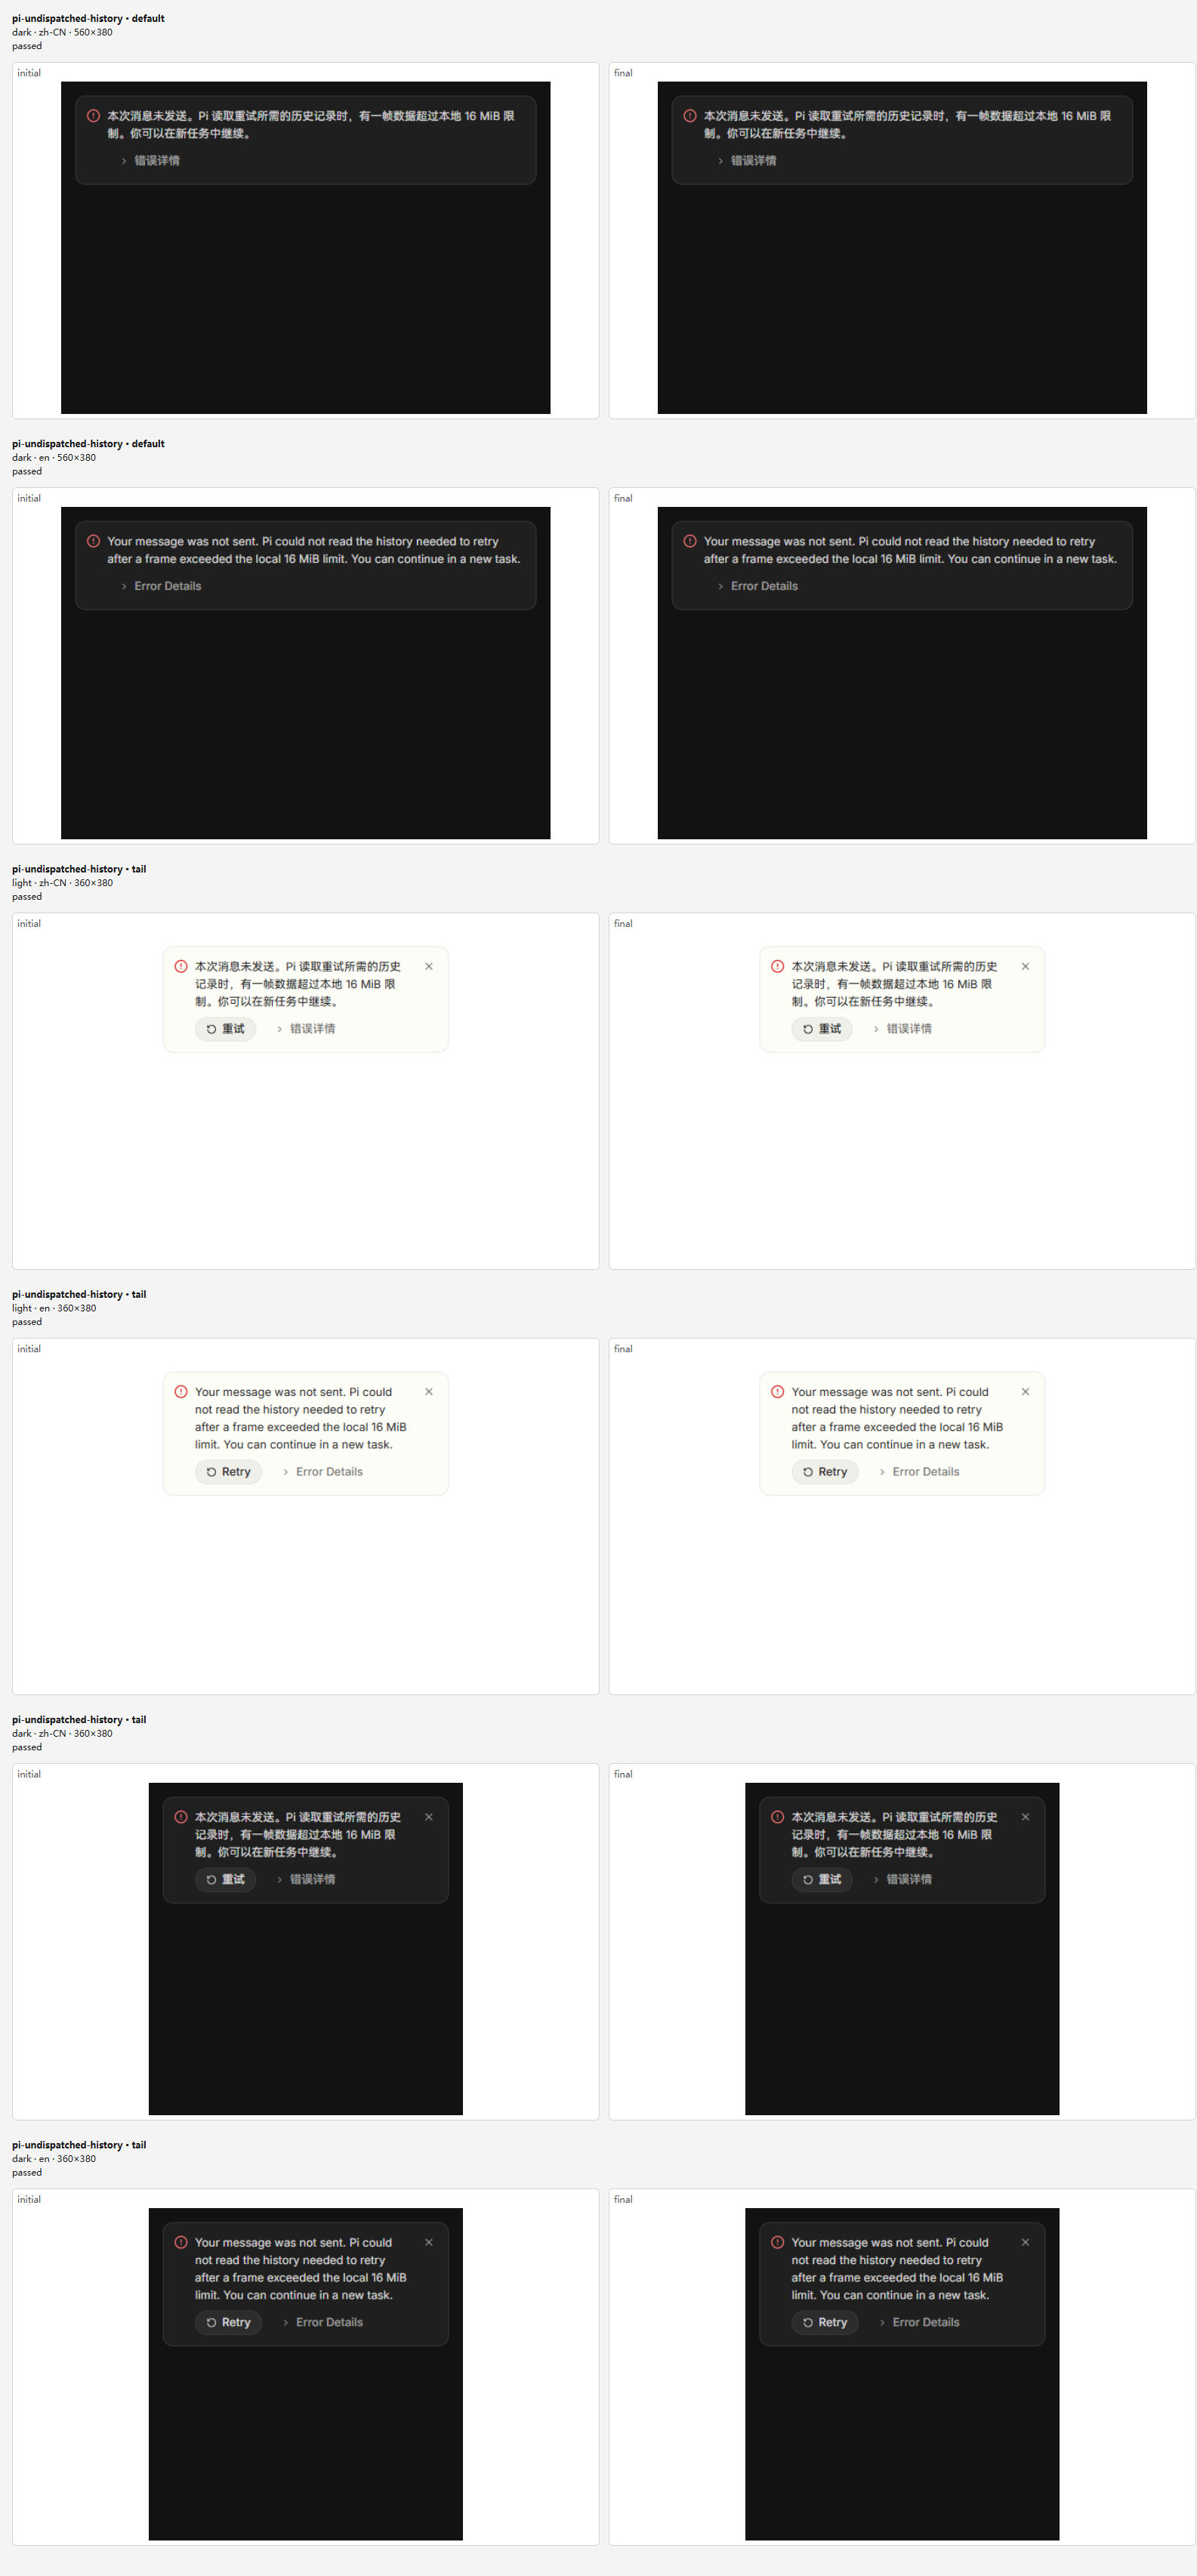 pi-undispatched-history • default
dark · zh-CN · 560×380
passed
initial
本次消息未发送。Pi 读取重试所需的历史记录时，有一帧数据超过本地 16 MiB 限
制。你可以在新任务中继续。
错误详情
final
本次消息未发送。Pi 读取重试所需的历史记录时，有一帧数据超过本地 16 MiB 限
制。你可以在新任务中继续。
错误详情
pi-undispatched-history • default
dark · en · 560×380
passed
initial
Your message was not sent. Pi could not read the history needed to retry
after a frame exceeded the local 16 MiB limit. You can continue in a new task.
Error Details
final
Your message was not sent. Pi could not read the history needed to retry
after a frame exceeded the local 16 MiB limit. You can continue in a new task.
Error Details
pi-undispatched-history • tail
light · zh-CN · 360×380
passed
initial
本次消息未发送。Pi 读取重试所需的历史
记录时，有一帧数据超过本地 16 MiB 限
制。你可以在新任务中继续。
重试 错误详情
final
本次消息未发送。Pi 读取重试所需的历史
记录时，有一帧数据超过本地 16 MiB 限
制。你可以在新任务中继续。
重试 错误详情
pi-undispatched-history • tail
light · en · 360×380
passed
initial
Your message was not sent. Pi could
not read the history needed to retry
after a frame exceeded the local 16 MiB
limit. You can continue in a new task.
Retry Error Details
final
Your message was not sent. Pi could
not read the history needed to retry
after a frame exceeded the local 16 MiB
limit. You can continue in a new task.
Retry Error Details
pi-undispatched-history • tail
dark · zh-CN · 360×380
passed
initial
本次消息未发送。Pi 读取重试所需的历史
记录时，有一帧数据超过本地 16 MiB 限
制。你可以在新任务中继续。
重试 错误详情
final
本次消息未发送。Pi 读取重试所需的历史
记录时，有一帧数据超过本地 16 MiB 限
制。你可以在新任务中继续。
重试 错误详情
pi-undispatched-history • tail
dark · en · 360×380
passed
initial
Your message was not sent. Pi could
not read the history needed to retry
after a frame exceeded the local 16 MiB
limit. You can continue in a new task.
Retry Error Details
final
Your message was not sent. Pi could
not read the history needed to retry
after a frame exceeded the local 16 MiB
limit. You can continue in a new task.
Retry Error Details